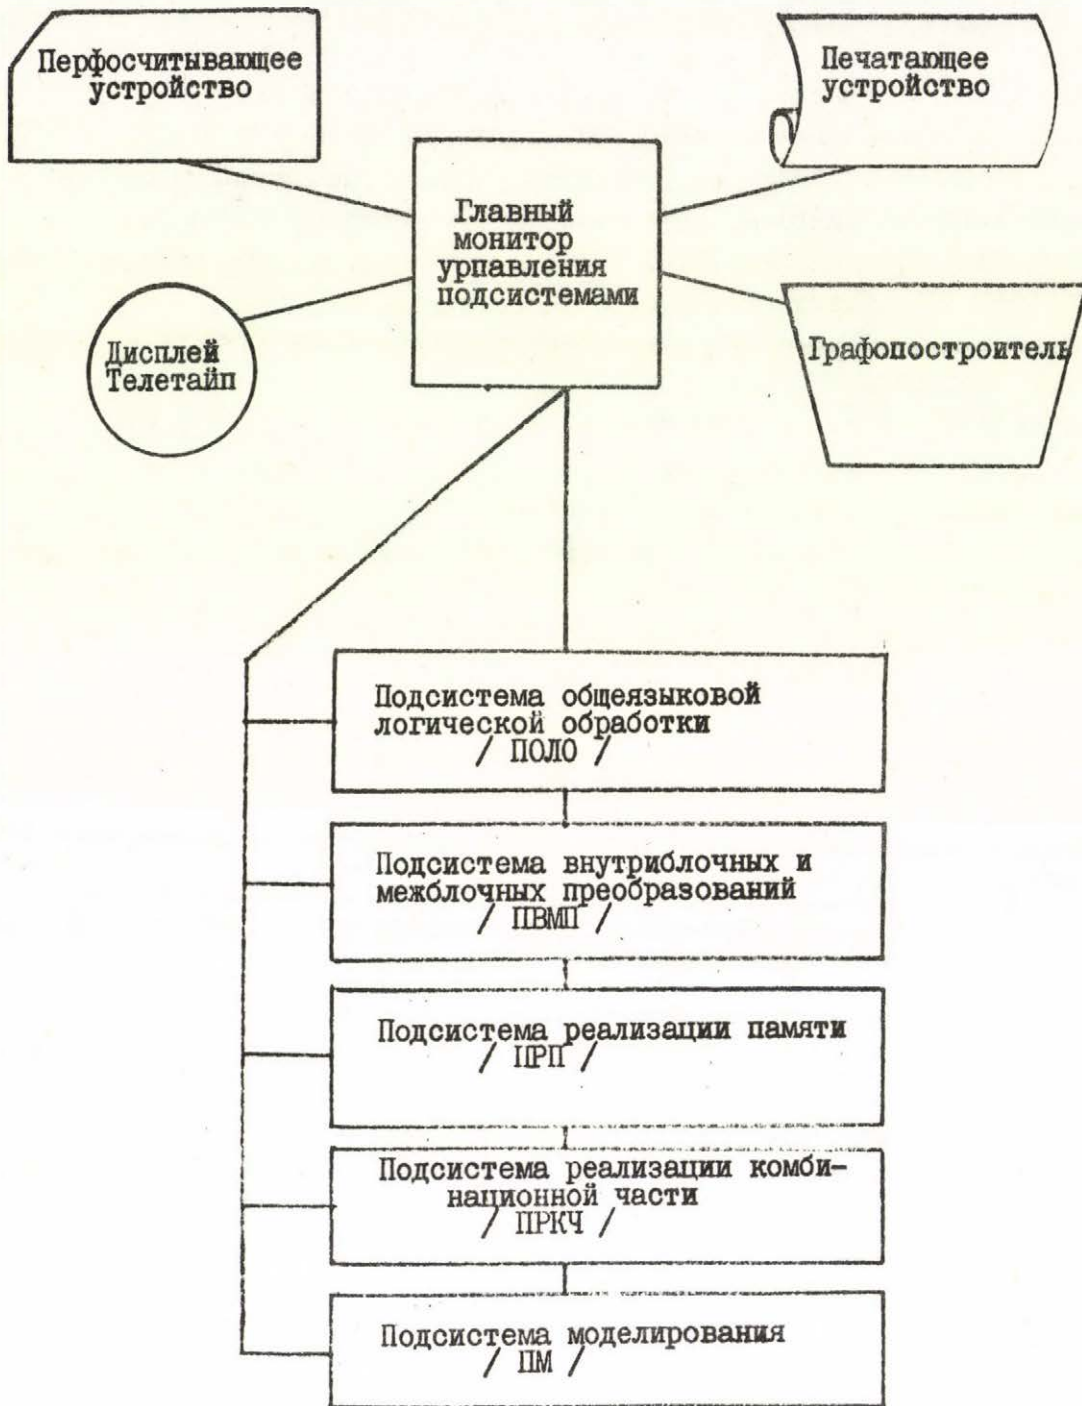 Перфосчитывающее
устройство
Печатающее
устройство
Главный
монитор
урпавления
подсистемами
Дисплей
Телетайп
Графопостроитель
Подсистема общеязыковой
логической обработки
/ ПОЛО /
Подсистема внутриблочных и
межблочных преобразований
/ ПВМП /
Подсистема реализации памяти
/ ПРП /
Подсистема реализации комби-
национной части
/ ПРКЧ /
Подсистема моделирования
/ ПМ /